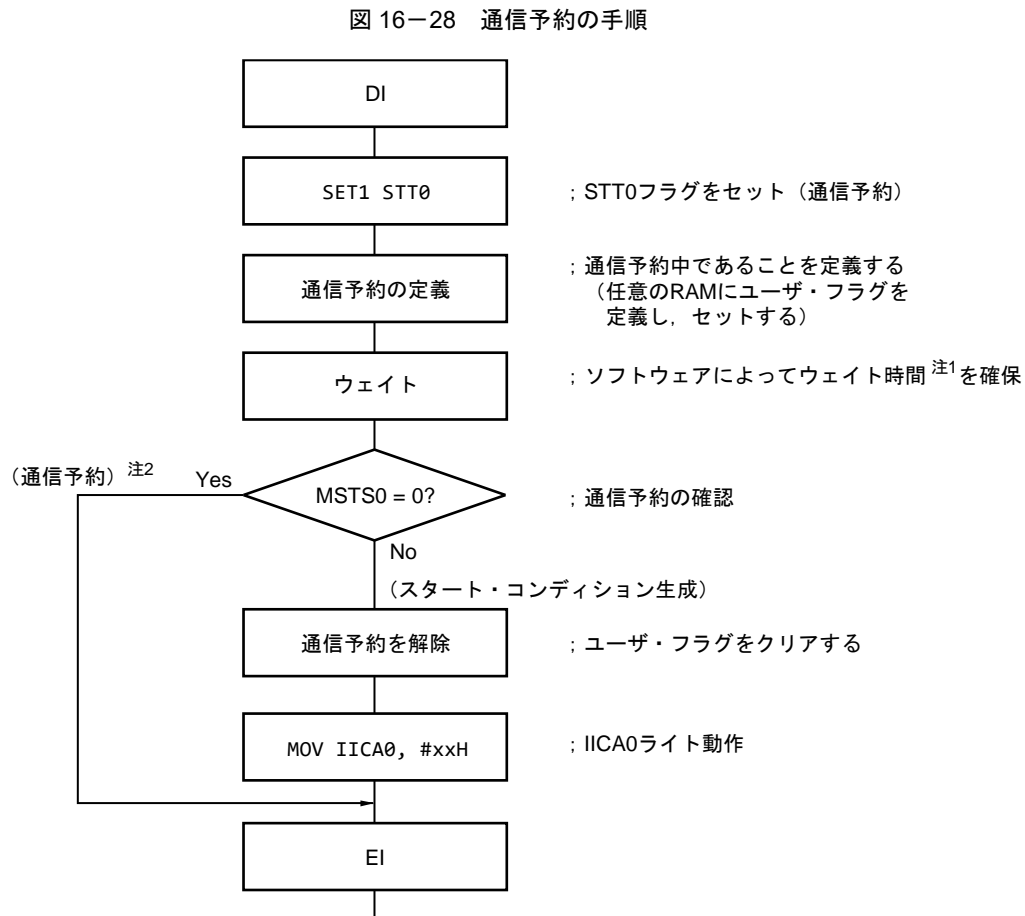 図 16－28　通信予約の手順
DI
SET1 STT0
；STT0フラグをセット（通信予約）
通信予約の定義
；通信予約中であることを定義する
（任意のRAMにユーザ・フラグを
定義し，セットする）
ウェイト
；ソフトウェアによってウェイト時間 注1を確保
（通信予約）注2
Yes
MSTS0 = 0?
；通信予約の確認
No
（スタート・コンディション生成）
通信予約を解除
；ユーザ・フラグをクリアする
MOV IICA0, #xxH
；IICA0ライト動作
EI